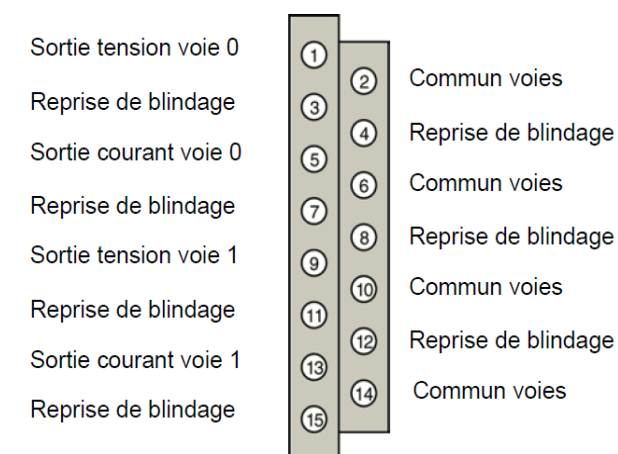 Sortie tension voie 0
1
2
Commun voies
Reprise de blindage
3
4
Reprise de blindage
Sortie courant voie 0
5
6
Commun voies
Reprise de blindage
7
8
Reprise de blindage
Sortie tension voie 1
9
10
Commun voies
Reprise de blindage
11
12
Reprise de blindage
Sortie courant voie 1
13
14
Commun voies
Reprise de blindage
15